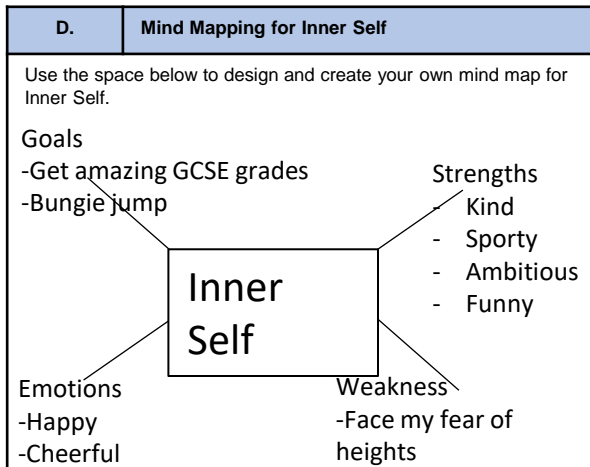 D. Mind Mapping for Inner Self
Use the space below to design and create your own mind map for
Inner Self.
Goals
-Get amazing GCSE grades
-Bungie jump
Strengths
- Kind
- Sporty
- Ambitious
- Funny
Inner
Self
Emotions
-Happy
-Cheerful
Weakness
-Face my fear of
heights